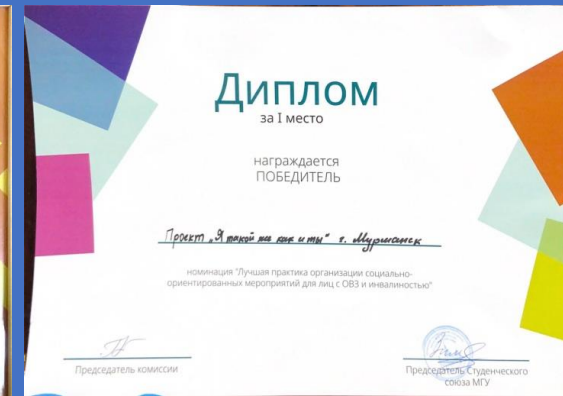 Диплом
за I место
награждается
ПОБЕДИТЕЛЬ
Проект „Я такой же как и ты" г. Мурманск
номинация "Лучшая практика организации социально-
ориентированных мероприятий для лиц с ОВЗ и инвалиностью"
Председатель комиссии
Председатель Студенческого
союза МГУ